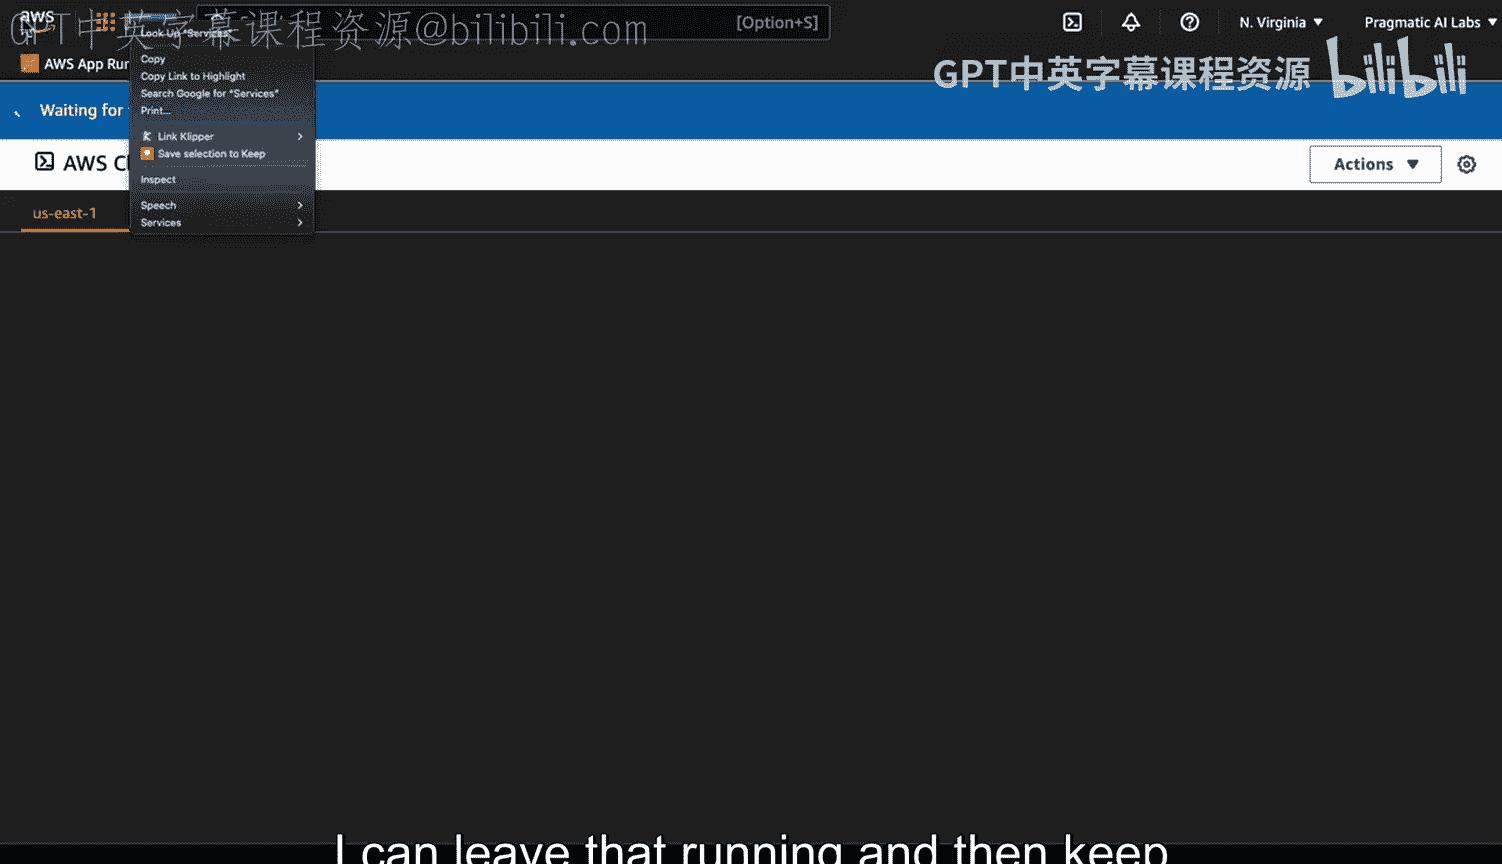 aws
[Option+S]
N. Virginia
Pragmatic AI Labs
GPT中英字幕课程资源@bilibili.com
Look Up "Services"
AWS App Run
GPT中英字幕课程资源 bilibili
Copy
Copy Link to Highlight
Search Google for "Services"
Print...
Waiting for
Link Klipper
Save selection to Keep
AWS Cl
Actions
Inspect
us-east-1
Speech
Services
I can leave that running and then keep